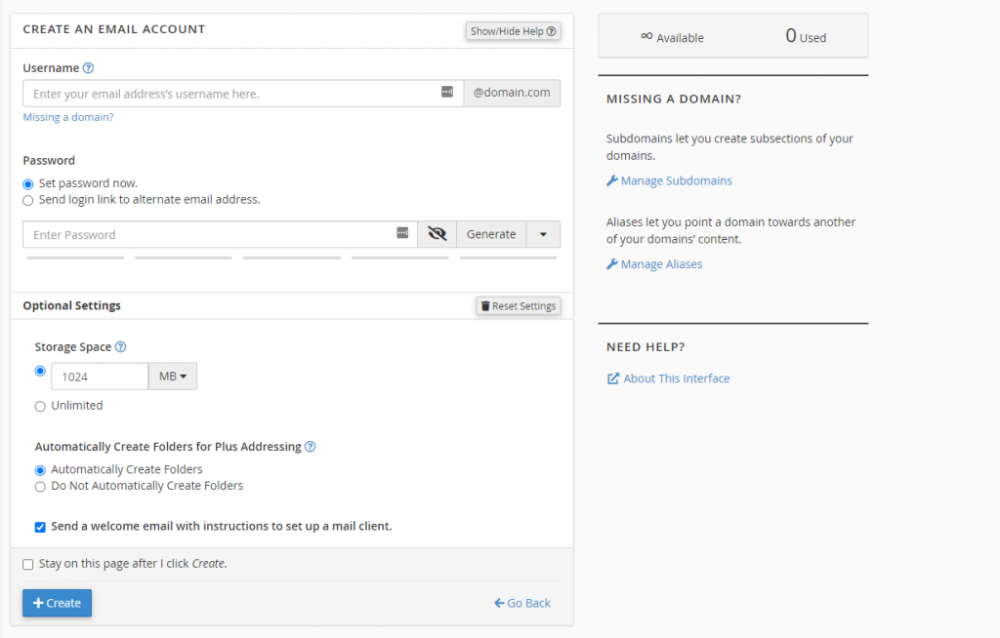 CREATE AN EMAIL ACCOUNT
Show/Hide Help
Username
Enter your email address's username here.
@domain.com
Missing a domain?
Password
Set password now.
Send login link to alternate email address.
Enter Password
Generate
Optional Settings
Reset Settings
Storage Space
1024
MB
Unlimited
Automatically Create Folders for Plus Addressing
Automatically Create Folders
Do Not Automatically Create Folders
Send a welcome email with instructions to set up a mail client.
Stay on this page after I click Create.
Create
Go Back
∞ Available
0 Used
MISSING A DOMAIN?
Subdomains let you create subsections of your
domains.
Manage Subdomains
Aliases let you point a domain towards another
of your domains' content.
Manage Aliases
NEED HELP?
About This Interface